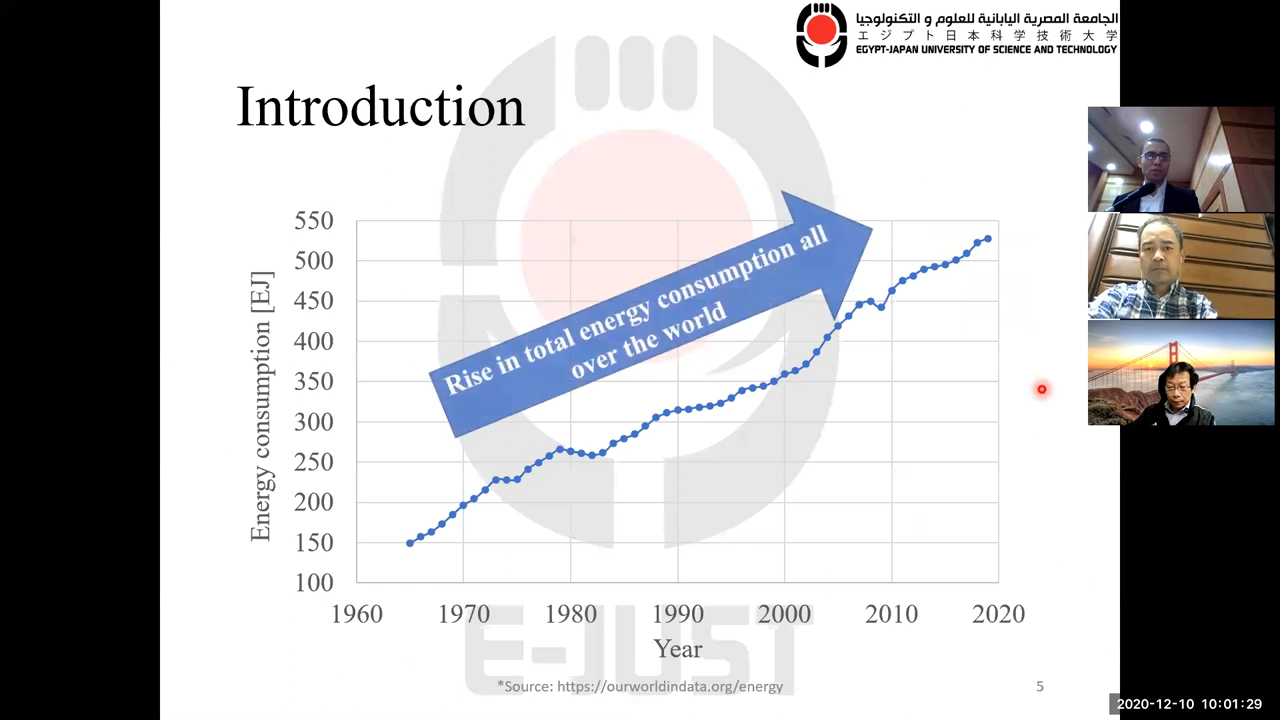 الجامعة المصرية اليابانية للعلوم و التكنولوجيا
エジプト日本科学技術大学
EGYPT-JAPAN UNIVERSITY OF SCIENCE AND TECHNOLOGY
Introduction
Rise in total energy consumption all
over the world
Energy consumption [EJ]
550
500
450
400
350
300
250
200
150
100
1960 1970 1980 1990 2000 2010 2020
Year
E-JUST
*Source: https://ourworldindata.org/energy
5
2020-12-10 10:01:29